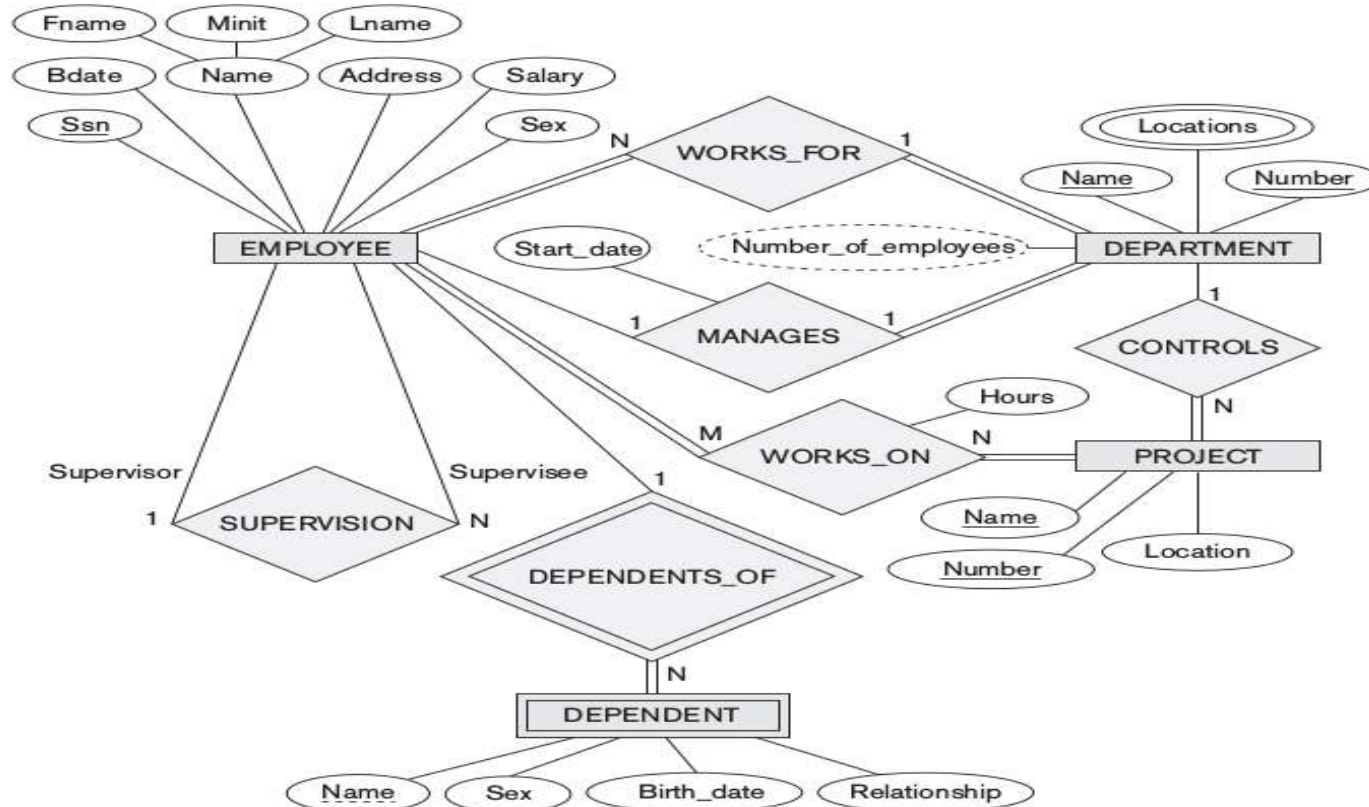 Fname Minit Lname
Bdate Name Address Salary
Ssn Sex
N WORKS_FOR 1
Locations
Name Number
EMPLOYEE Start_date Number_of_employees DEPARTMENT
1 MANAGES 1
1
CONTROLS
N
Hours
M WORKS_ON N PROJECT
Supervisor Supervisee
1 SUPERVISION N
1
Name
Location
Number
DEPENDENTS_OF
N
DEPENDENT
Name Sex Birth_date Relationship